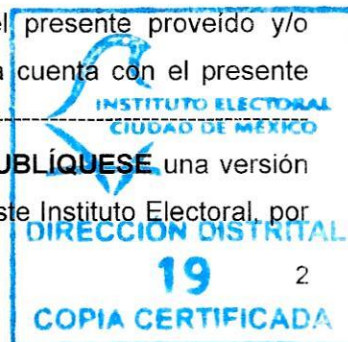 el presente proveído y/o
a cuenta con el presente
INSTITUTO ELECTORAL
CIUDAD DE MÉXICO
UBLÍQUESE una versión
ste Instituto Electoral, por
DIRECCIÓN DISTRITAL
19 2
COPIA CERTIFICADA